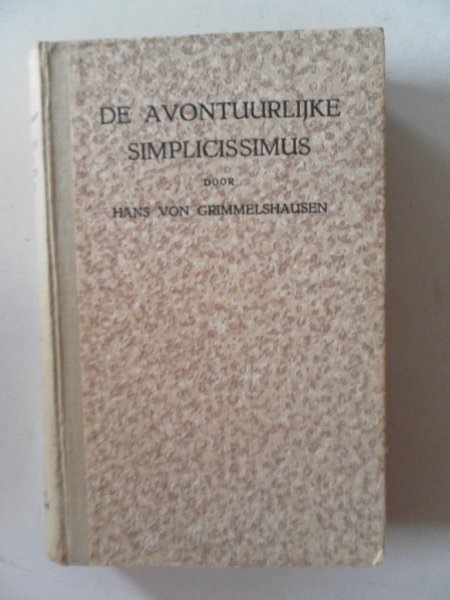 DE AVONTUURLIJKE
SIMPLICISSIMUS
DOOR
HANS VON GRIMMELSHAUSEN